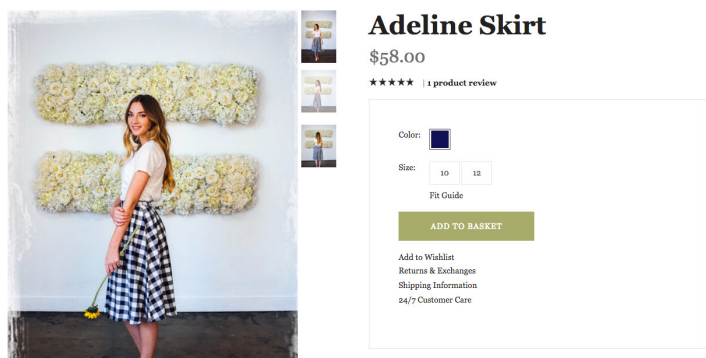 Adeline Skirt
$58.00
★★★★★ | 1 product review
Color:
Size: 10 12
Fit Guide
ADD TO BASKET
Add to Wishlist
Returns & Exchanges
Shipping Information
24/7 Customer Care